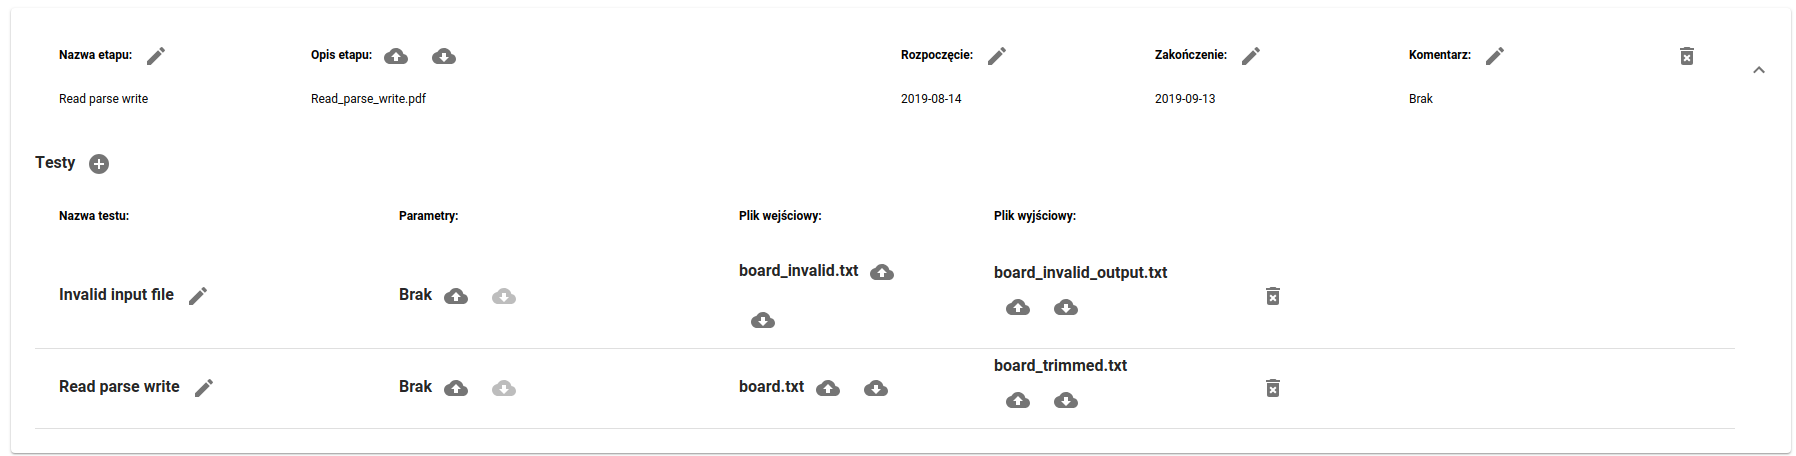 Nazwa etapu: Opis etapu: Rozpoczęcie: Zakończenie: Komentarz:
Read parse write Read_parse_write.pdf 2019-08-14 2019-09-13 Brak
Testy
Nazwa testu: Parametry: Plik wejściowy: Plik wyjściowy:
Invalid input file Brak board_invalid.txt board_invalid_output.txt
Read parse write Brak board.txt board_trimmed.txt